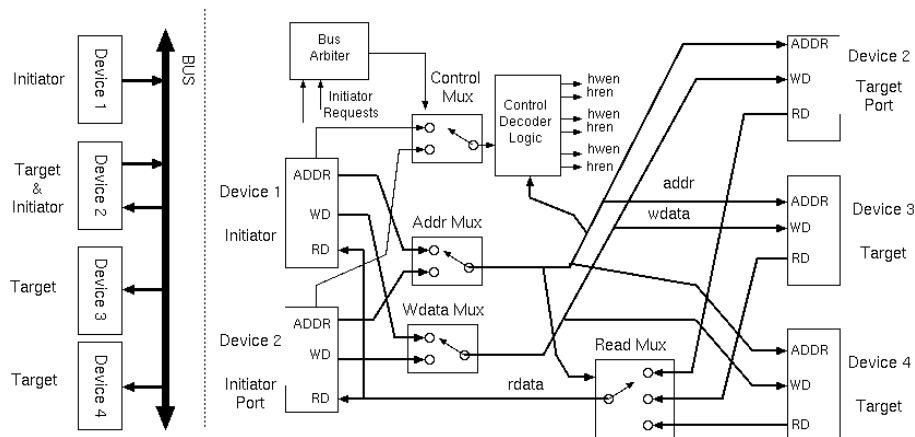 Initiator
Device 1
BUS
Target
&
Initiator
Device 2
Target
Device 3
Target
Device 4
Bus
Arbiter
Initiator
Requests
Control
Mux
Control
Decoder
Logic
hwen
hren
hwen
hren
hwen
hren
Device 1
Initiator
ADDR
WD
RD
Addr Mux
Device 2
Initiator
Port
ADDR
WD
RD
Wdata Mux
rdata
Read Mux
addr
wdata
ADDR
WD
RD
Device 2
Target
Port
ADDR
WD
RD
Device 3
Target
ADDR
WD
RD
Device 4
Target